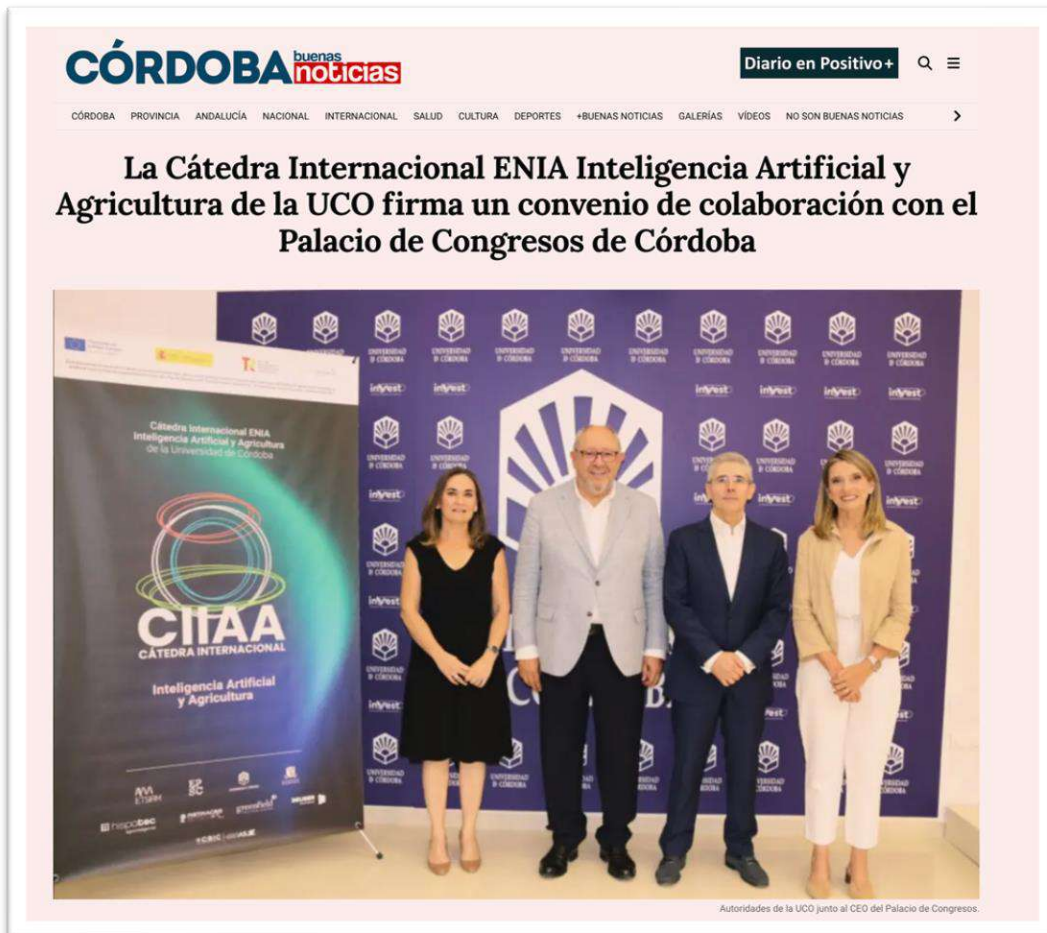 CÓRDOBA buenas noticias
Diario en Positivo+
CÓRDOBA PROVINCIA ANDALUCÍA NACIONAL INTERNACIONAL SALUD CULTURA DEPORTES +BUENAS NOTICIAS GALERÍAS VÍDEOS NO SON BUENAS NOTICIAS
La Cátedra Internacional ENIA Inteligencia Artificial y
Agricultura de la UCO firma un convenio de colaboración con el
Palacio de Congresos de Córdoba
Cátedra Internacional ENIA
Inteligencia Artificial y Agricultura
de la Universidad de Córdoba
CIIAA
CÁTEDRA INTERNACIONAL
Inteligencia Artificial
y Agricultura
ETSIAM
hispatec
greenfield
UNIVERSIDAD
D CÓRDOBA
invest
Autoridades de la UCO junto al CEO del Palacio de Congresos.